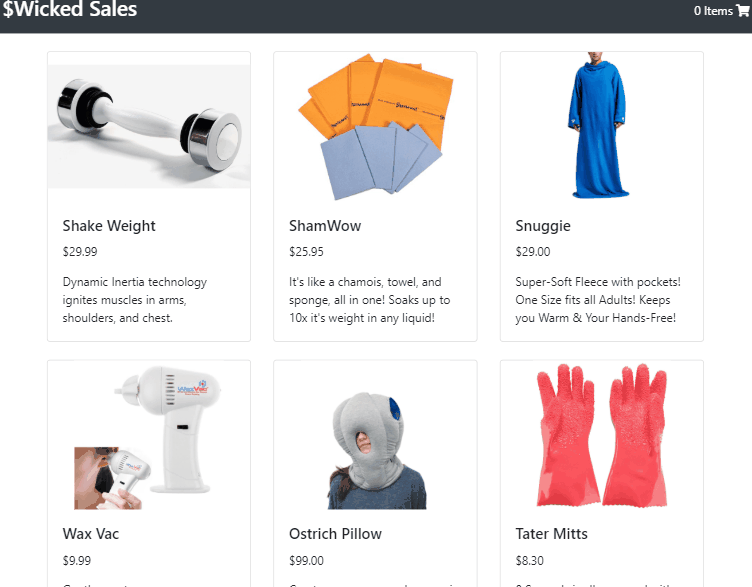 $Wicked Sales
0 Items
Shake Weight
$29.99
Dynamic Inertia technology
ignites muscles in arms,
shoulders, and chest.
ShamWow
$25.95
It's like a chamois, towel, and
sponge, all in one! Soaks up to
10x it's weight in any liquid!
Snuggie
$29.00
Super-Soft Fleece with pockets!
One Size fits all Adults! Keeps
you Warm & Your Hands-Free!
Wax Vac
$9.99
Ostrich Pillow
$99.00
Tater Mitts
$8.30